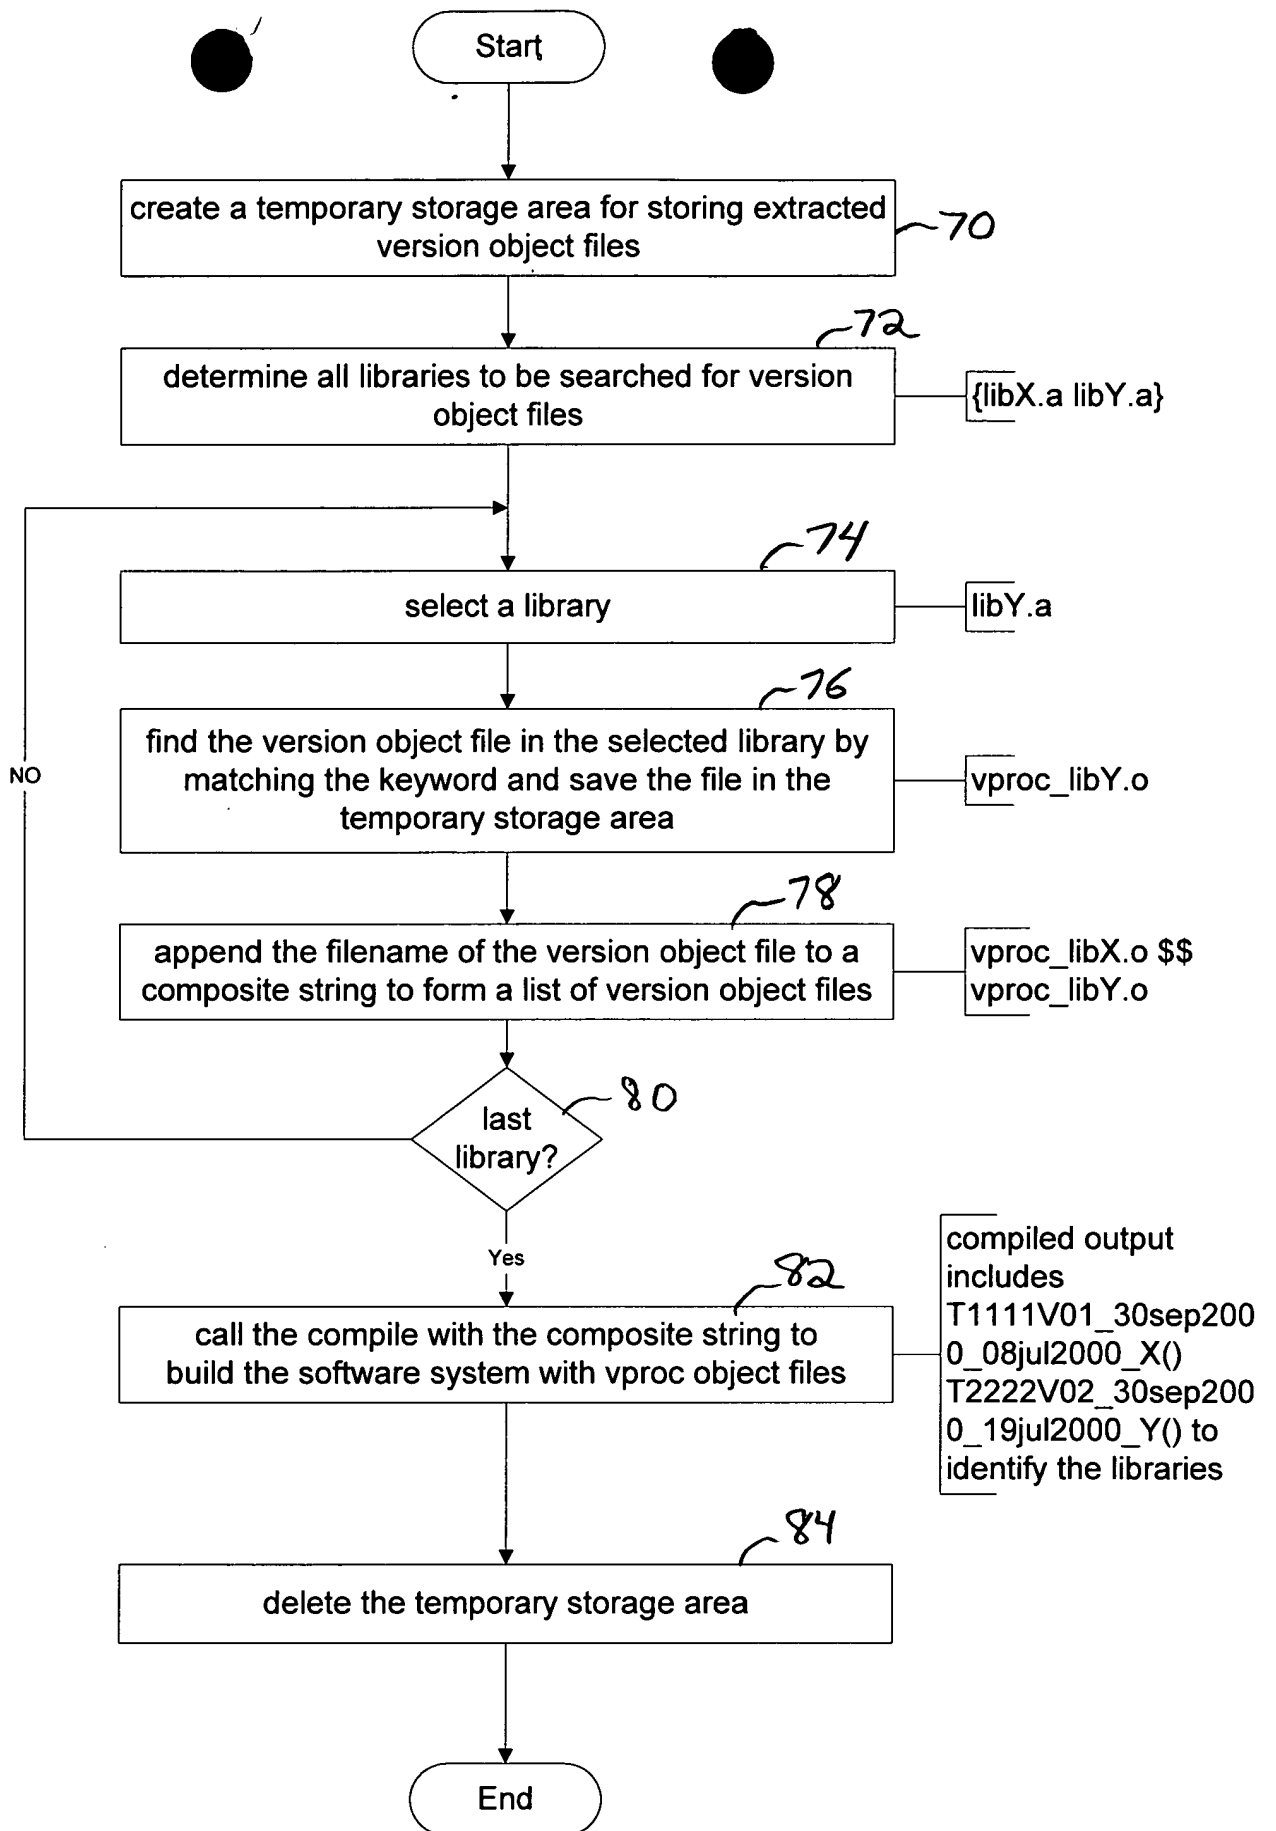 Start
create a temporary storage area for storing extracted
version object files
70
72
determine all libraries to be searched for version
object files
{libX.a libY.a}
74
select a library
libY.a
76
find the version object file in the selected library by
matching the keyword and save the file in the
temporary storage area
vproc_libY.o
NO
78
append the filename of the version object file to a
composite string to form a list of version object files
vproc_libX.o $$
vproc_libY.o
80
last
library?
Yes
82
call the compile with the composite string to
build the software system with vproc object files
compiled output
includes
T1111V01_30sep200
0_08jul2000_X()
T2222V02_30sep200
0_19jul2000_Y() to
identify the libraries
84
delete the temporary storage area
End